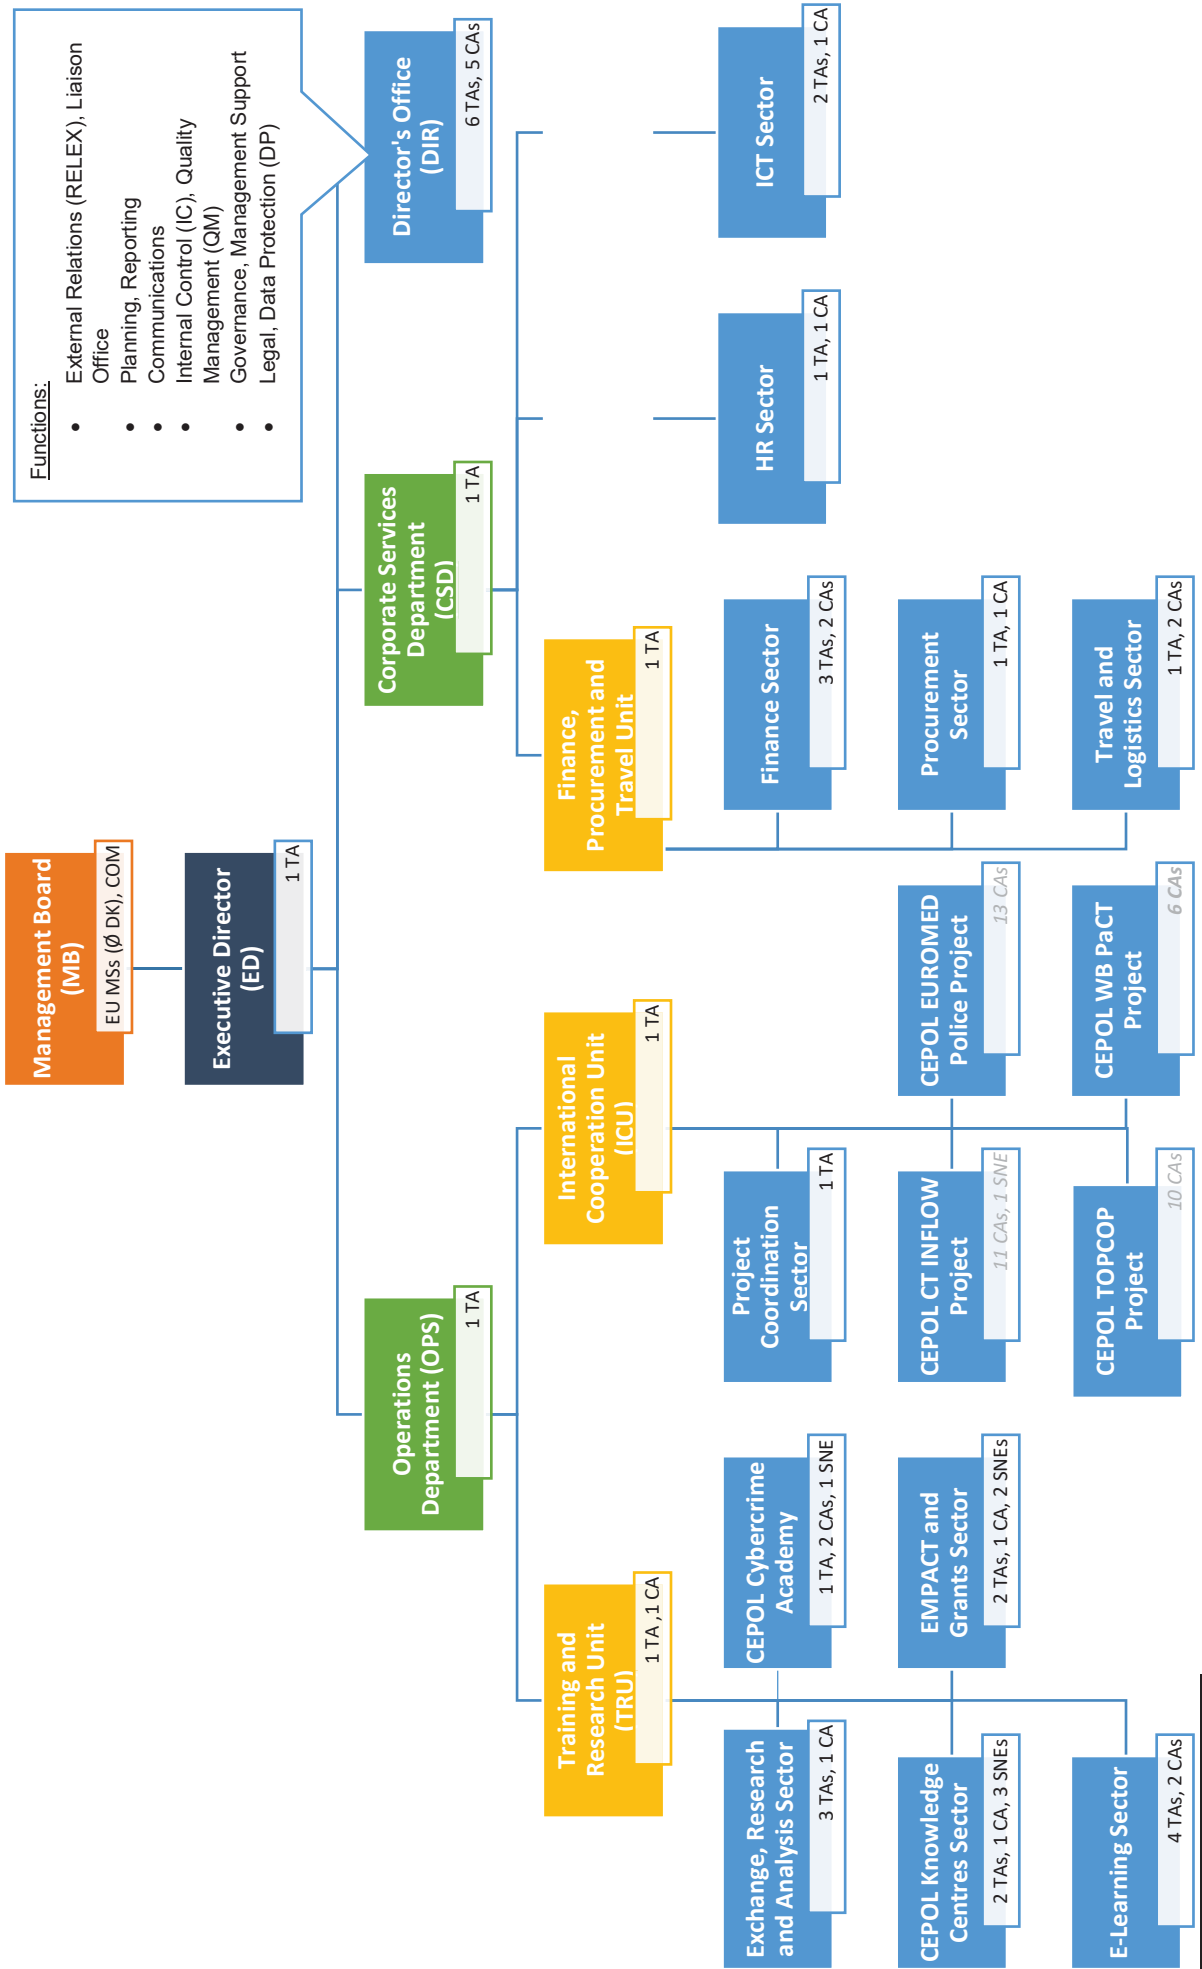 Management Board
(MB)
EU MSs (Ø DK), COM
Executive Director
(ED)
1 TA
Functions:
• External Relations (RELEX), Liaison
Office
• Planning, Reporting
• Communications
• Internal Control (IC), Quality
Management (QM)
• Governance, Management Support
• Legal, Data Protection (DP)
Operations
Department (OPS)
1 TA
Corporate Services
Department
(CSD)
1 TA
Director's Office
(DIR)
6 TAs, 5 CAs
Training and
Research Unit
(TRU)
1 TA ,1 CA
International
Cooperation Unit
(ICU)
1 TA
Finance,
Procurement and
Travel Unit
1 TA
Exchange, Research
and Analysis Sector
3 TAs, 1 CA
CEPOL Cybercrime
Academy
1 TA, 2 CAs, 1 SNE
Project
Coordination
Sector
1 TA
Finance Sector
3 TAs, 2 CAs
HR Sector
1 TA, 1 CA
ICT Sector
2 TAs, 1 CA
CEPOL Knowledge
Centres Sector
2 TAs, 1 CA, 3 SNEs
EMPACT and
Grants Sector
2 TAs, 1 CA, 2 SNEs
CEPOL CT INFLOW
Project
11 CAs, 1 SNE
CEPOL EUROMED
Police Project
13 CAs
Procurement
Sector
1 TA, 1 CA
E-Learning Sector
4 TAs, 2 CAs
CEPOL TOPCOP
Project
10 CAs
CEPOL WB PaCT
Project
6 CAs
Travel and
Logistics Sector
1 TA, 2 CAs